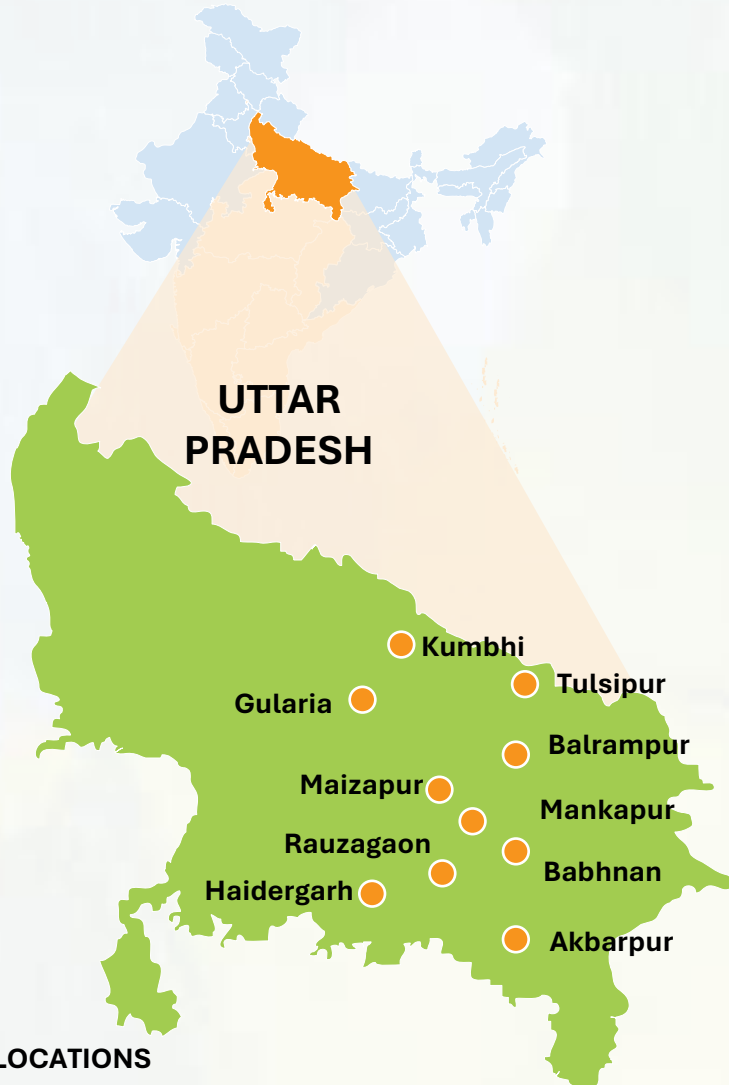 UTTAR
PRADESH
Kumbhi
Tulsipur
Gularia
Balrampur
Maizapur
Mankapur
Rauzagaon
Babhnan
Haidergarh
Akbarpur
LOCATIONS